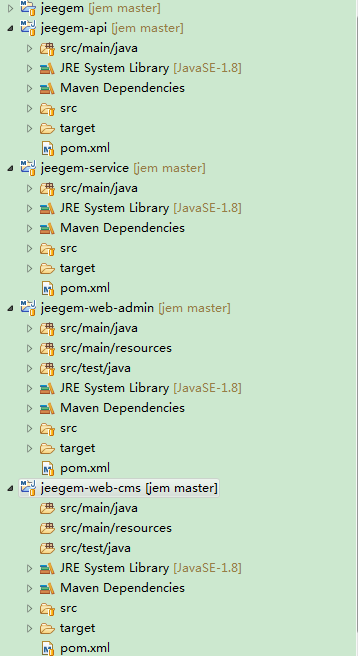 jeegem [jem master]
jeegem-api [jem master]
src/main/java
JRE System Library [JavaSE-1.8]
Maven Dependencies
src
target
pom.xml
jeegem-service [jem master]
src/main/java
JRE System Library [JavaSE-1.8]
Maven Dependencies
src
target
pom.xml
jeegem-web-admin [jem master]
src/main/java
src/main/resources
src/test/java
JRE System Library [JavaSE-1.8]
Maven Dependencies
src
target
pom.xml
jeegem-web-cms [jem master]
src/main/java
src/main/resources
src/test/java
JRE System Library [JavaSE-1.8]
Maven Dependencies
src
target
pom.xml